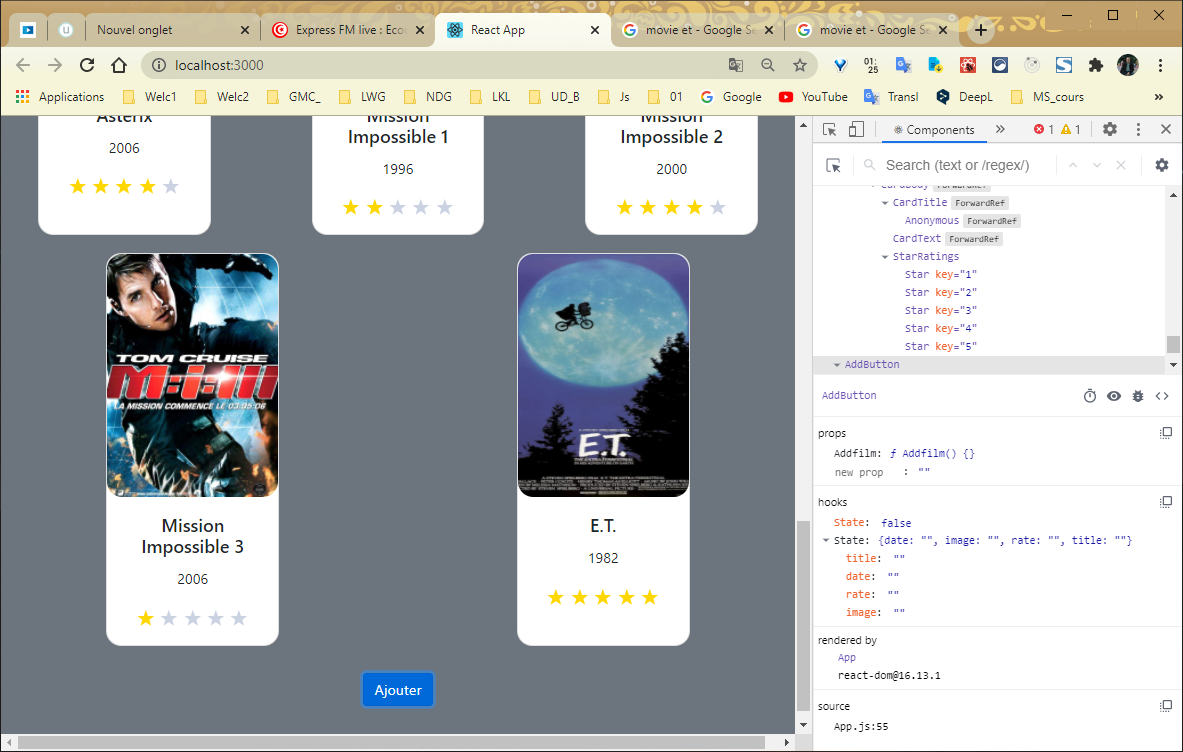 Nouvel onglet
Express FM live : Eco
React App
movie et - Google Se
movie et - Google Se
localhost:3000
01:
25
Applications
Welc1
Welc2
GMC_
LWG
NDG
LKL
UD_B
Js
01
Google
YouTube
Transl
DeepL
MS_cours
»
Asterix
2006
Mission
Impossible 1
1996
Mission
Impossible 2
2000
TOM CRUISE
M:i:III
LA MISSION COMMENCE LE 03.05.06
Mission
Impossible 3
2006
E.T.
THE EXTRA-TERRESTRIAL
E.T.
1982
Ajouter
Components
»
1
1
Search (text or /regex/)
CardBody ForwardRef
CardTitle ForwardRef
Anonymous ForwardRef
CardText ForwardRef
StarRatings
Star key="1"
Star key="2"
Star key="3"
Star key="4"
Star key="5"
AddButton
AddButton
props
Addfilm: ƒ Addfilm() {}
new prop : ""
hooks
State: false
State: {date: "", image: "", rate: "", title: ""}
title: ""
date: ""
rate: ""
image: ""
rendered by
App
react-dom@16.13.1
source
App.js:55